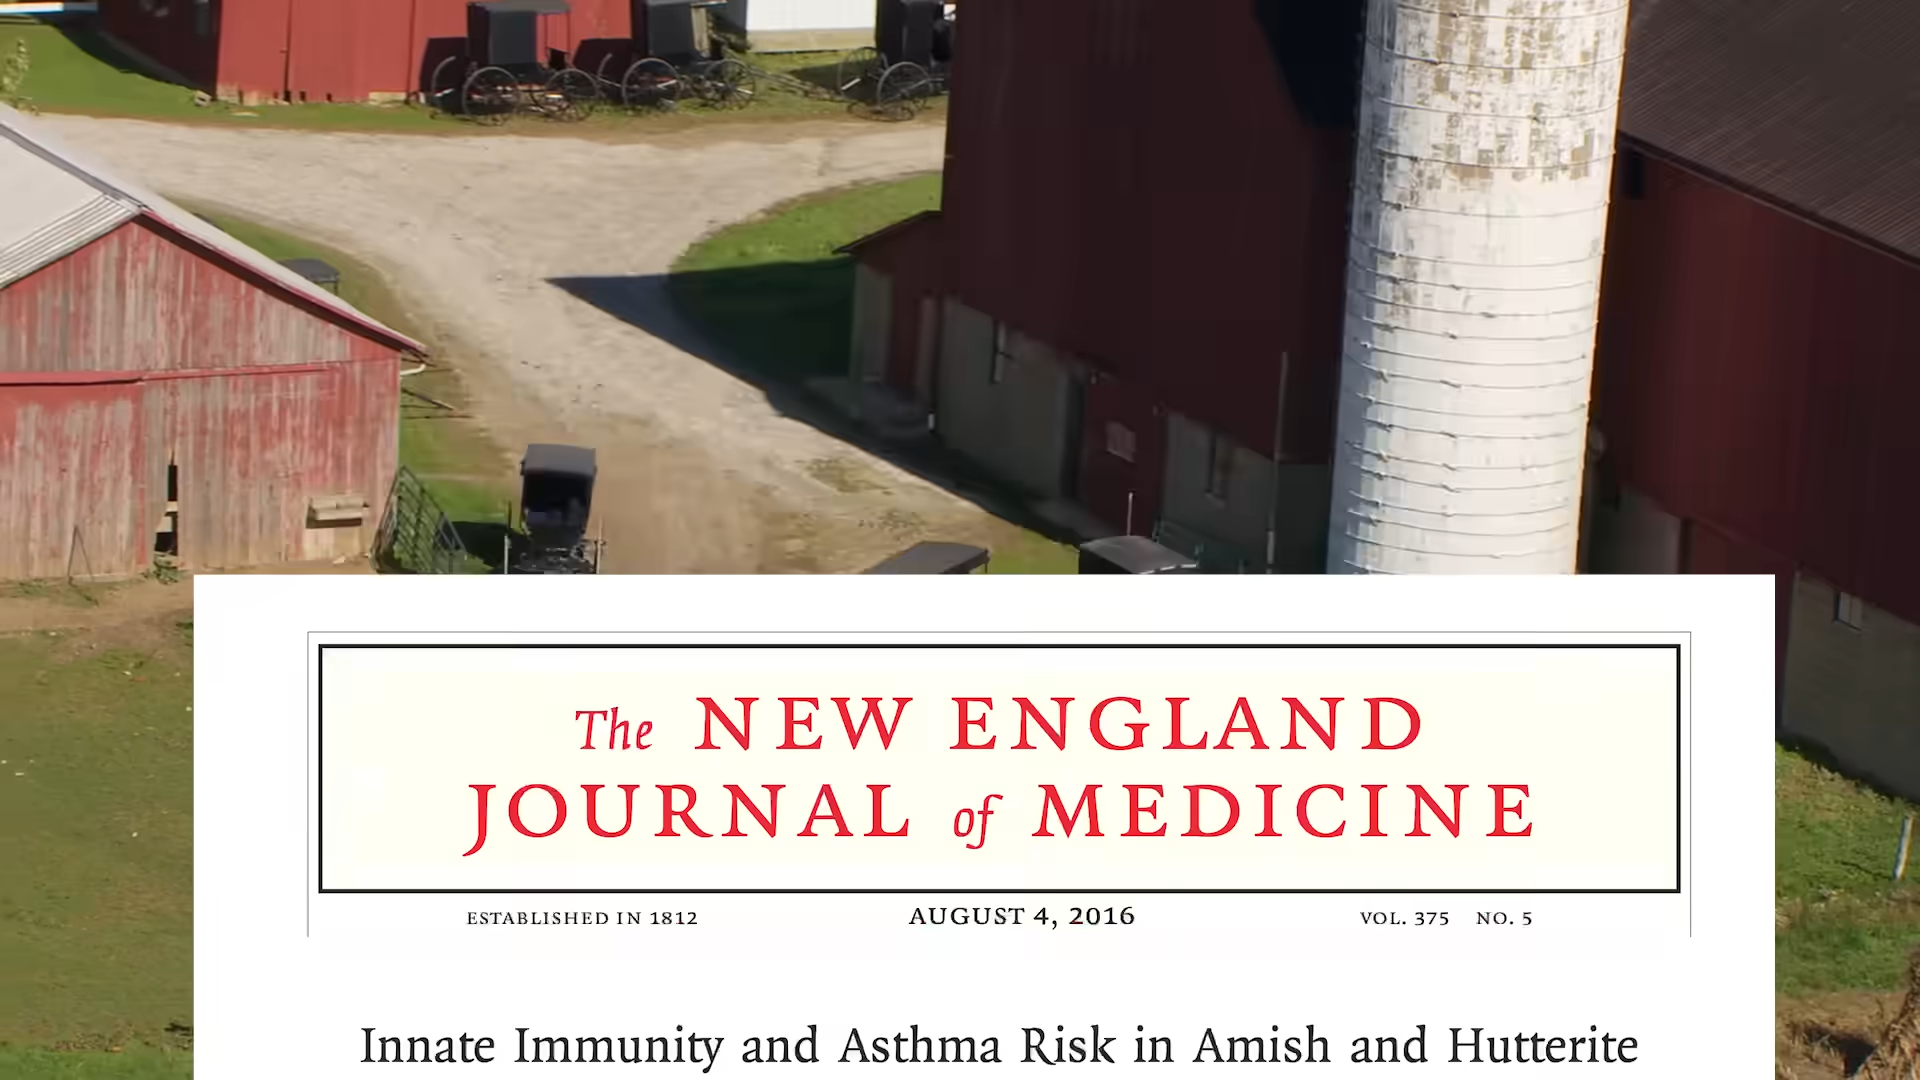 The NEW ENGLAND
JOURNAL of MEDICINE
ESTABLISHED IN 1812 AUGUST 4, 2016 VOL. 375 NO. 5
Innate Immunity and Asthma Risk in Amish and Hutterite